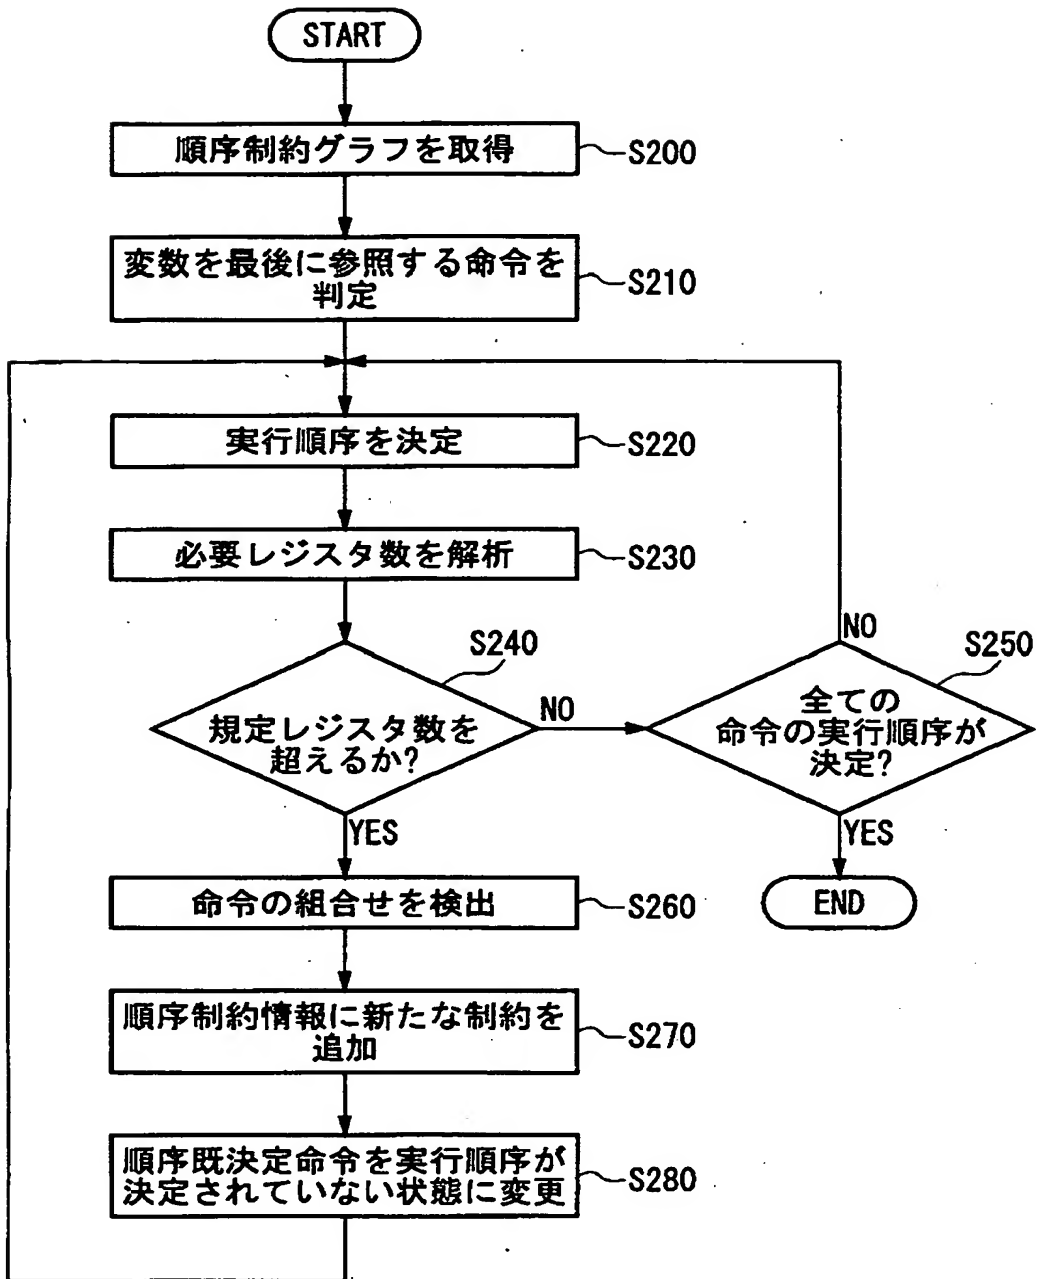 START
順序制約グラフを取得
S200
変数を最後に参照する命令を
判定
S210
実行順序を決定
S220
必要レジスタ数を解析
S230
S240
規定レジスタ数を
超えるか?
NO
YES
NO
S250
全ての
命令の実行順序が
決定?
YES
END
命令の組合せを検出
S260
順序制約情報に新たな制約を
追加
S270
順序既決定命令を実行順序が
決定されていない状態に変更
S280